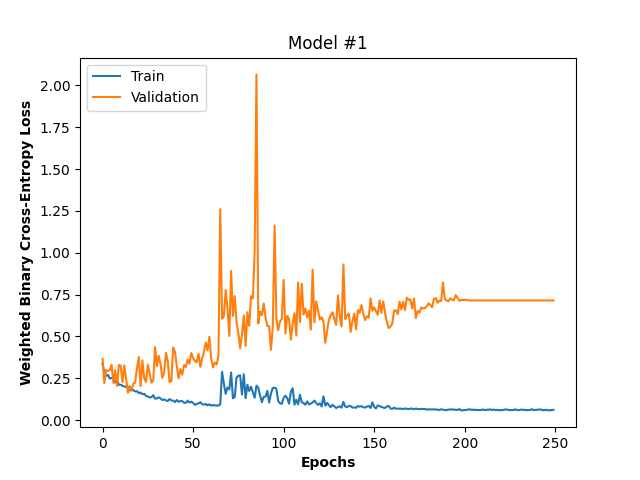 Model #1
Train
Validation
Weighted Binary Cross-Entropy Loss
2.00
1.75
1.50
1.25
1.00
0.75
0.50
0.25
0.00
0 50 100 150 200 250
Epochs